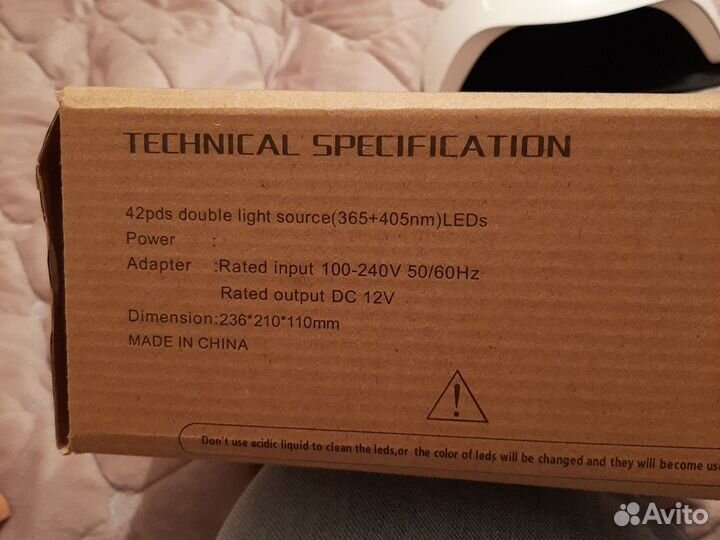 TECHNICAL SPECIFICATION
42pds double light source(365+405nm)LEDs
Power :
Adapter :Rated input 100-240V 50/60Hz
Rated output DC 12V
Dimension:236*210*110mm
MADE IN CHINA
Don't use acidic liquid to clean the leds,or the color of leds will be changed and they will become
Avito